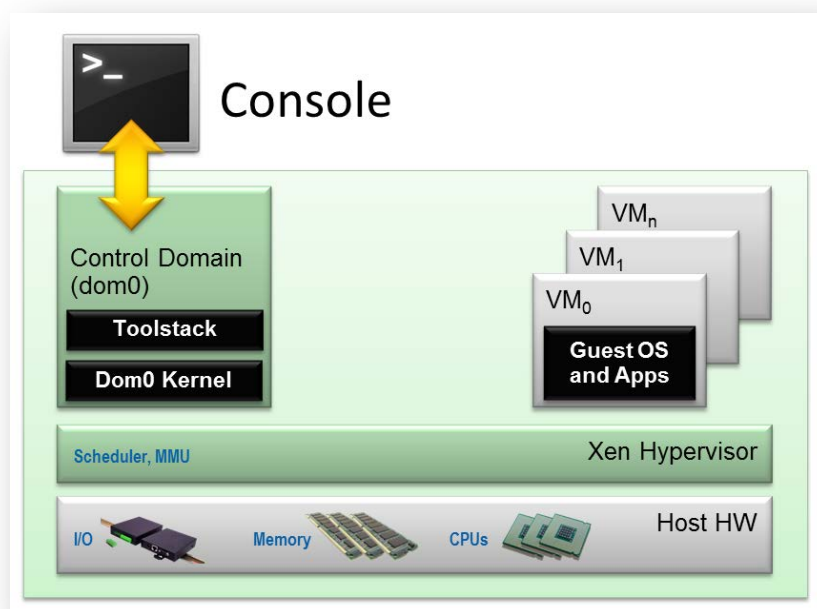 >_
Console
Control Domain
(dom0)
Toolstack
Dom0 Kernel
VMₙ
VM₁
VM₀
Guest OS
and Apps
Scheduler, MMU
Xen Hypervisor
I/O
Memory
CPUs
Host HW